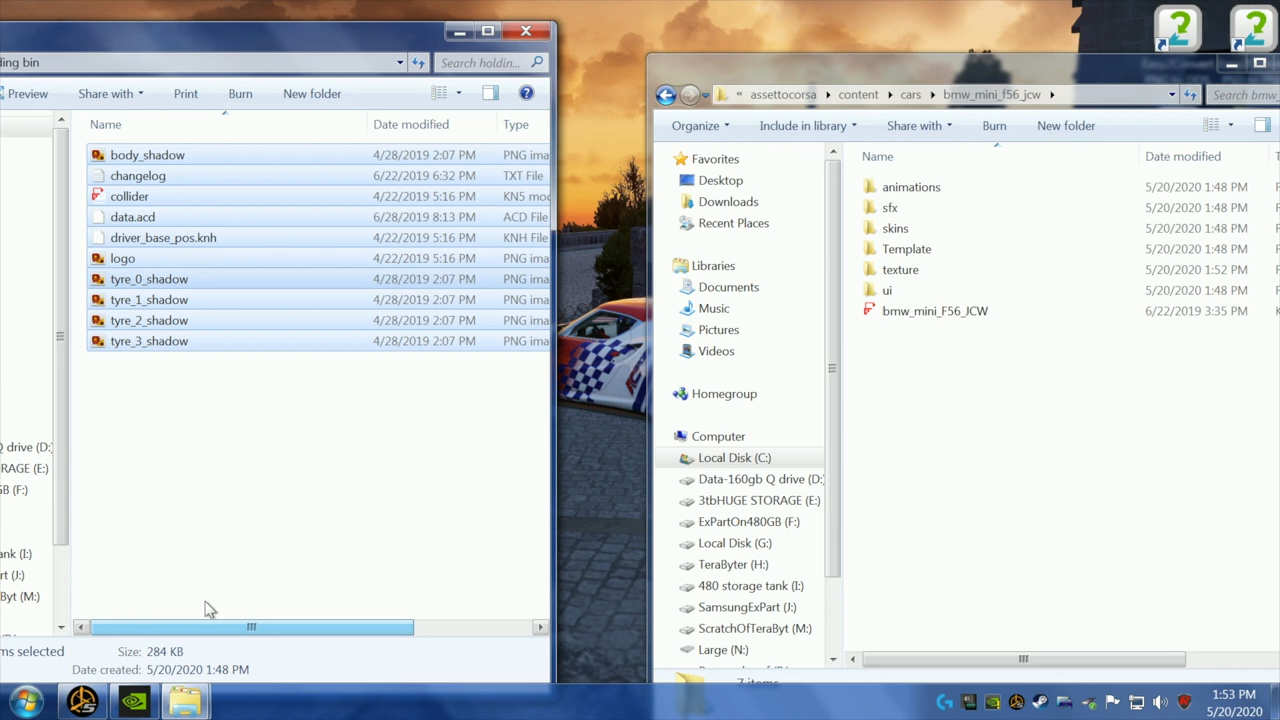 ding bin
Search holdin...
Preview
Share with
Print
Burn
New folder
Name
Date modified
Type
body_shadow 4/28/2019 2:07 PM PNG ima
changelog 6/22/2019 6:32 PM TXT File
collider 4/22/2019 5:16 PM KN5 mo
data.acd 6/28/2019 8:13 PM ACD File
driver_base_pos.knh 4/22/2019 5:16 PM KNH File
logo 4/22/2019 5:16 PM PNG ima
tyre_0_shadow 4/28/2019 2:07 PM PNG ima
tyre_1_shadow 4/28/2019 2:07 PM PNG ima
tyre_2_shadow 4/28/2019 2:07 PM PNG ima
tyre_3_shadow 4/28/2019 2:07 PM PNG ima
Q drive (D:
RAGE (E:)
GB (F:)
ank (I:)
rt (J:)
Byt (M:)
ms selected
Size: 284 KB
Date created: 5/20/2020 1:48 PM
« assettocorsa
content
cars
bmw_mini_f56_jcw
Search bmw_
Organize
Include in library
Share with
Burn
New folder
Favorites
Desktop
Downloads
Recent Places
Libraries
Documents
Music
Pictures
Videos
Homegroup
Computer
Local Disk (C:)
Data-160gb Q drive (D:
3tbHUGE STORAGE (E:)
ExPartOn480GB (F:)
Local Disk (G:)
TeraByter (H:)
480 storage tank (I:)
SamsungExPart (J:)
ScratchOfTeraByt (M:)
Large (N:)
Name
Date modified
animations 5/20/2020 1:48 PM
sfx 5/20/2020 1:48 PM
skins 5/20/2020 1:48 PM
Template 5/20/2020 1:48 PM
texture 5/20/2020 1:52 PM
ui 5/20/2020 1:48 PM
bmw_mini_F56_JCW 6/22/2019 3:35 PM
7 items
1:53 PM
5/20/2020